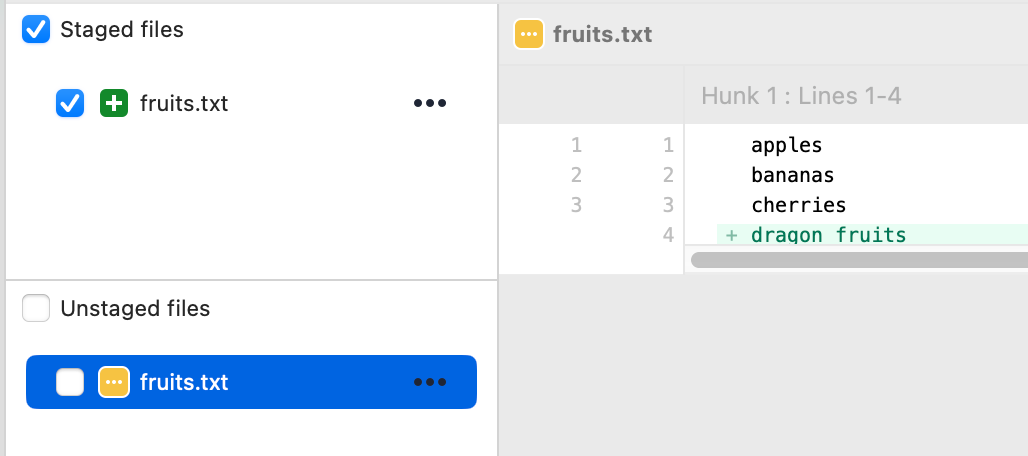 Staged files
fruits.txt
Unstaged files
fruits.txt
fruits.txt
Hunk 1 : Lines 1-4
1 1 apples
2 2 bananas
3 3 cherries
4 + dragon fruits